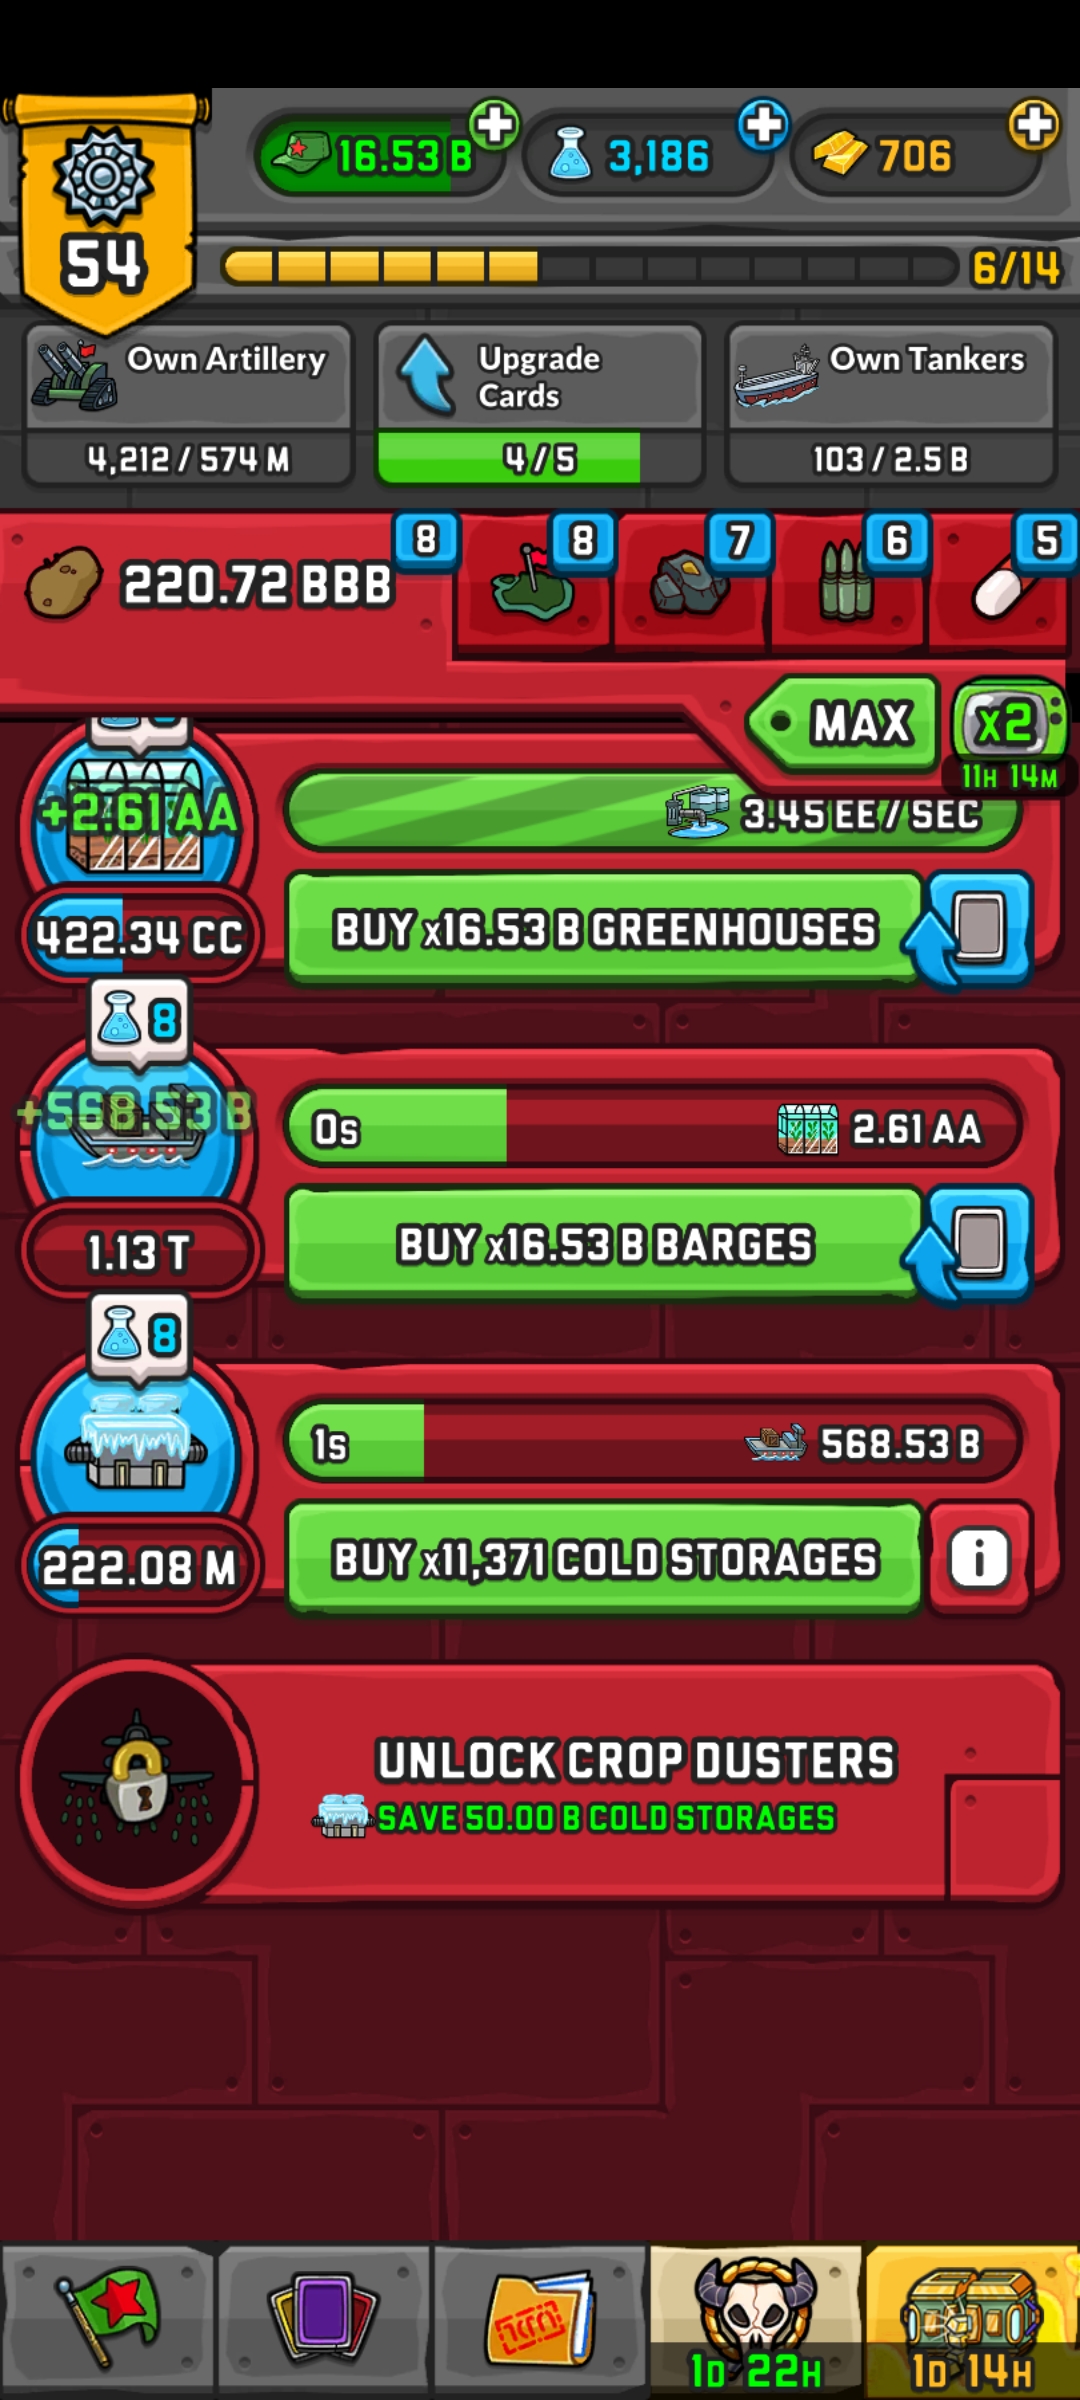 16.53 B
3,186
706
54
6/14
Own Artillery
4,212 / 574 M
Upgrade
Cards
4 / 5
Own Tankers
103 / 2.5 B
220.72 BBB
8
8
7
6
5
MAX
x2
11H 14M
+2.61 AA
3.45 EE / SEC
422.34 CC
BUY x16.53 B GREENHOUSES
8
+568.53 B
0s
2.61 AA
1.13 T
BUY x16.53 B BARGES
8
1s
568.53 B
222.08 M
BUY x11,371 COLD STORAGES
i
UNLOCK CROP DUSTERS
SAVE 50.00 B COLD STORAGES
1D 22H
1D 14H